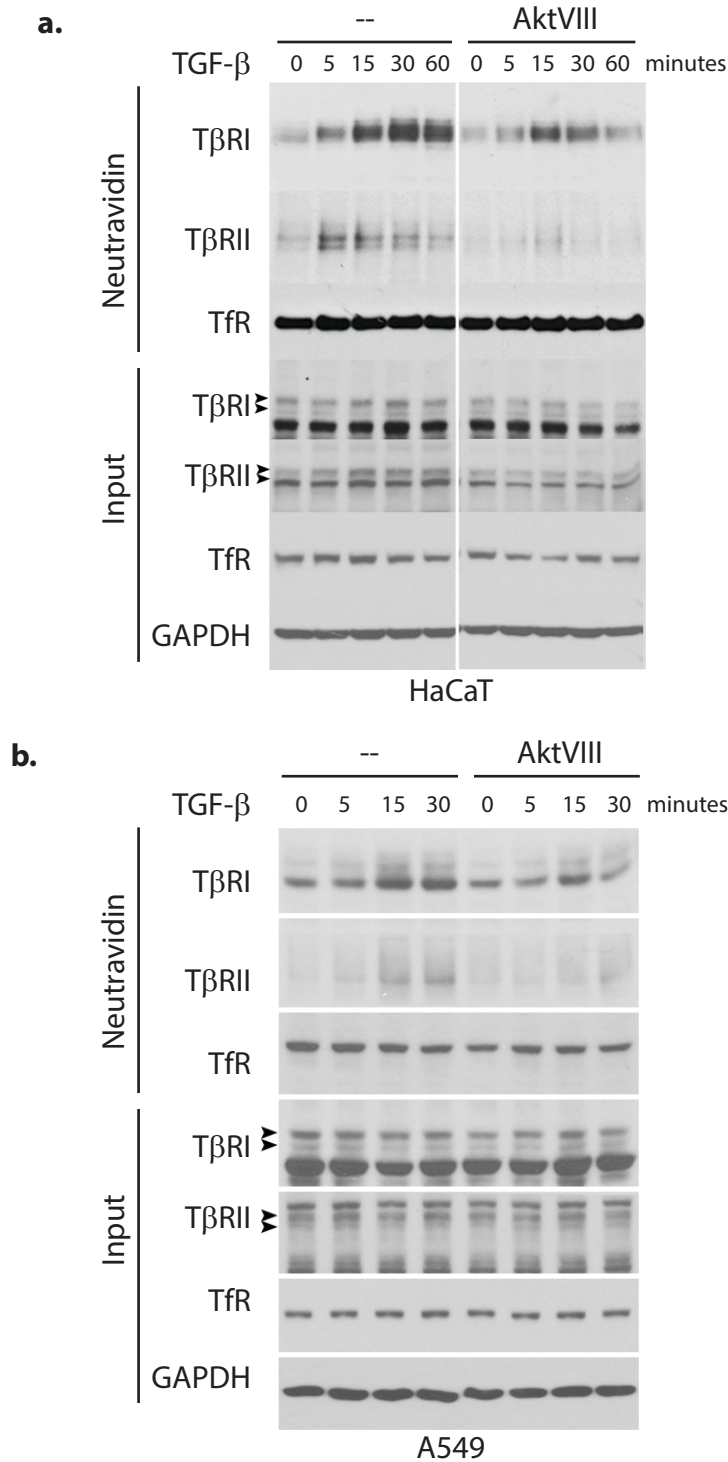 a.
-- AktVIII
TGF-β 0 5 15 30 60 0 5 15 30 60 minutes
Neutravidin
TβRI
TβRII
TfR
Input
TβRI
TβRII
TfR
GAPDH
HaCaT
b.
-- AktVIII
TGF-β 0 5 15 30 0 5 15 30 minutes
Neutravidin
TβRI
TβRII
TfR
Input
TβRI
TβRII
TfR
GAPDH
A549